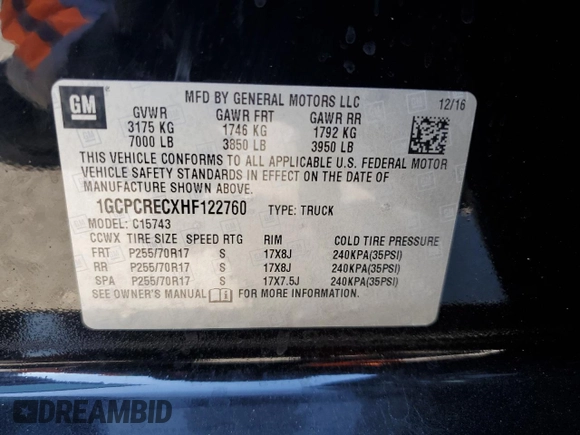 GM
MFD BY GENERAL MOTORS LLC
12/16
GVWR GAWR FRT GAWR RR
3175 KG 1746 KG 1792 KG
7000 LB 3850 LB 3950 LB
THIS VEHICLE CONFORMS TO ALL APPLICABLE U.S. FEDERAL MOTOR
VEHICLE SAFETY STANDARDS IN EFFECT ON THE DATE OF
MANUFACTURE SHOWN ABOVE.
1GCPCRECXHF122760 TYPE: TRUCK
MODEL: C15743
CCWX TIRE SIZE SPEED RTG RIM COLD TIRE PRESSURE
FRT P255/70R17 S 17X8J 240KPA(35PSI)
RR P255/70R17 S 17X8J 240KPA(35PSI)
SPA P255/70R17 S 17X7.5J 240KPA(35PSI)
SEE OWNER'S MANUAL FOR MORE INFORMATION.
DREAMBID